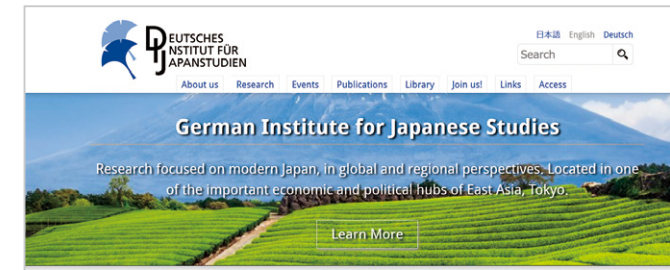 DEUTSCHES
INSTITUT FÜR
JAPANSTUDIEN
日本語 English Deutsch
Search
About us Research Events Publications Library Join us! Links Access
German Institute for Japanese Studies
Research focused on modern Japan, in global and regional perspectives. Located in one
of the important economic and political hubs of East Asia, Tokyo.
Learn More